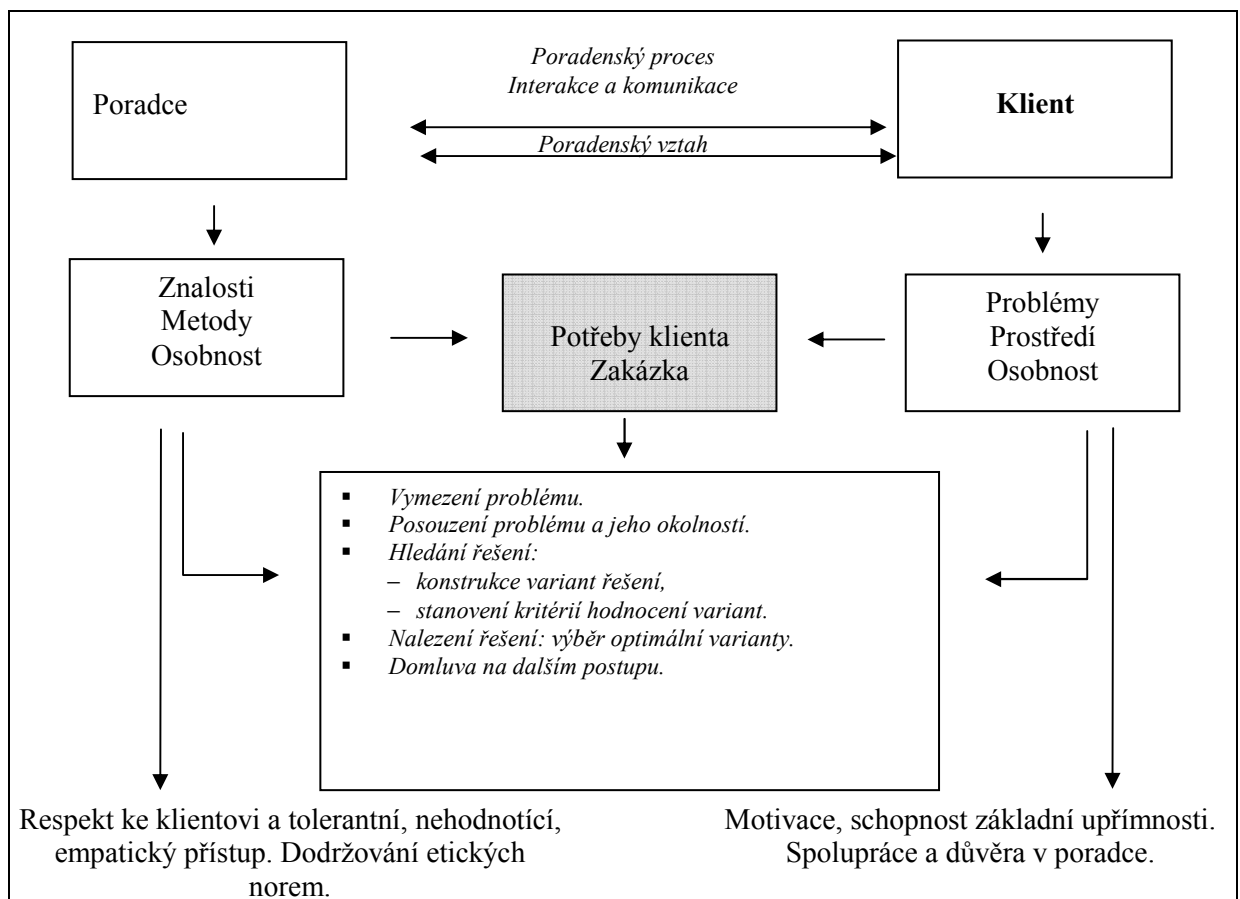 Poradenský proces
Interakce a komunikace
Poradce
Klient
Poradenský vztah
Znalosti
Metody
Osobnost
Potřeby klienta
Zakázka
Problémy
Prostředí
Osobnost
▪ Vymezení problému.
▪ Posouzení problému a jeho okolností.
▪ Hledání řešení:
– konstrukce variant řešení,
– stanovení kritérií hodnocení variant.
▪ Nalezení řešení: výběr optimální varianty.
▪ Domluva na dalším postupu.
Respekt ke klientovi a tolerantní, nehodnotící,
empatický přístup. Dodržování etických
norem.
Motivace, schopnost základní upřímnosti.
Spolupráce a důvěra v poradce.